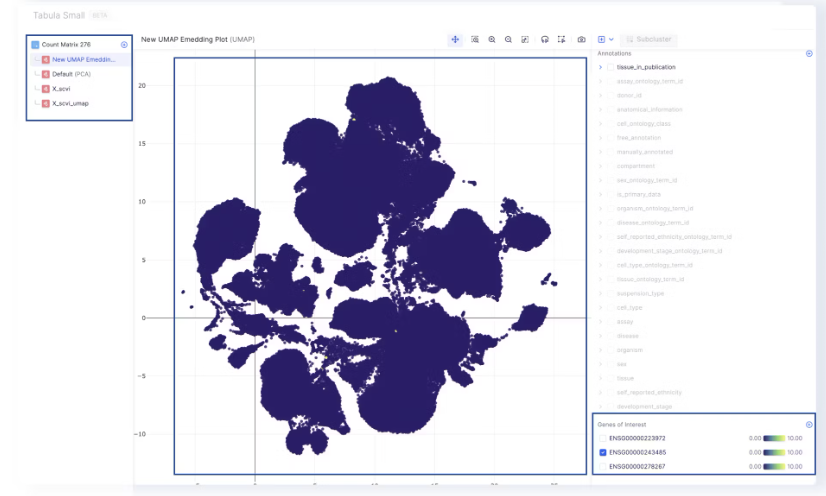 Tabula Small BETA
Count Matrix 276
New UMAP Emeddin...
Default (PCA)
X_scvi
X_scvi_umap
New UMAP Emedding Plot (UMAP)
20
15
10
5
0
−5
−10
Subcluster
Annotations
tissue_in_publication
assay_ontology_term_id
donor_id
anatomical_information
cell_ontology_class
free_annotation
manually_annotated
compartment
sex_ontology_term_id
is_primary_data
organism_ontology_term_id
disease_ontology_term_id
self_reported_ethnicity_ontology_term_id
development_stage_ontology_term_id
cell_type_ontology_term_id
tissue_ontology_term_id
suspension_type
cell_type
assay
disease
organism
sex
tissue
self_reported_ethnicity
development_stage
Genes of Interest
ENSG00000223972 0.00 10.00
ENSG00000243485 0.00 10.00
ENSG00000278267 0.00 10.00